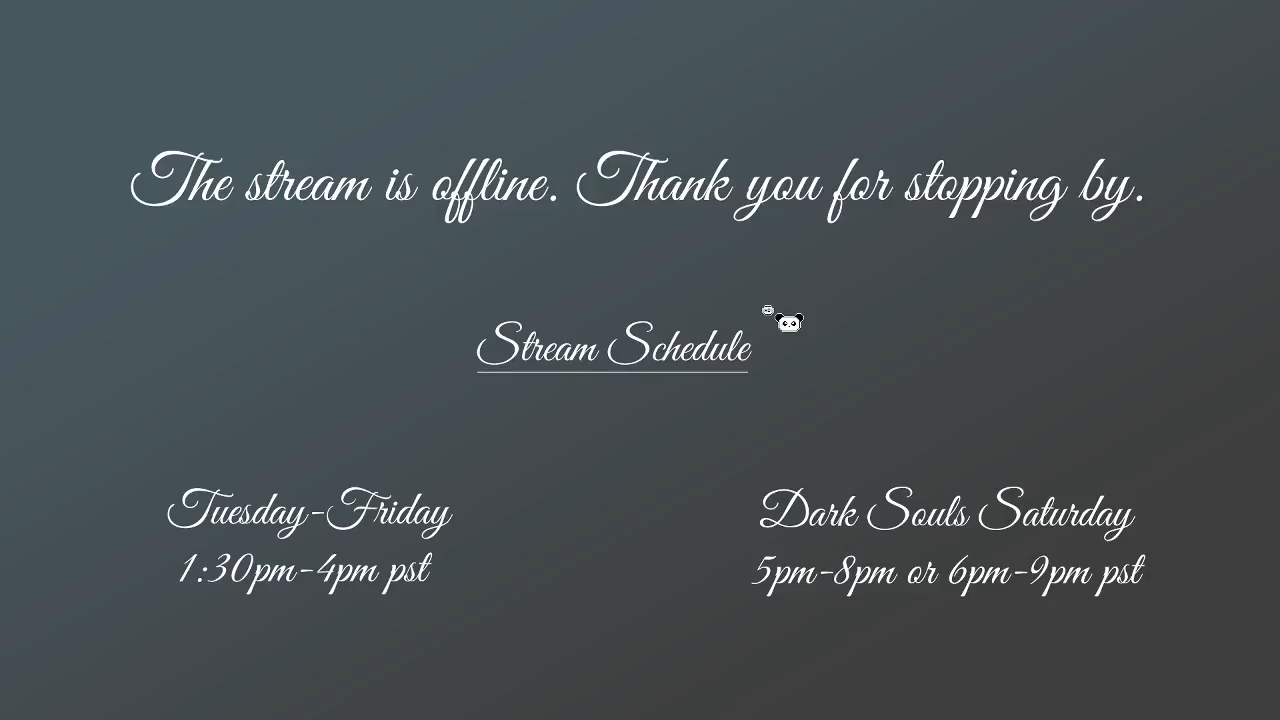 The stream is offline. Thank you for stopping by.
Stream Schedule
Tuesday-Friday
1:30pm-4pm pst
Dark Souls Saturday
5pm-8pm or 6pm-9pm pst